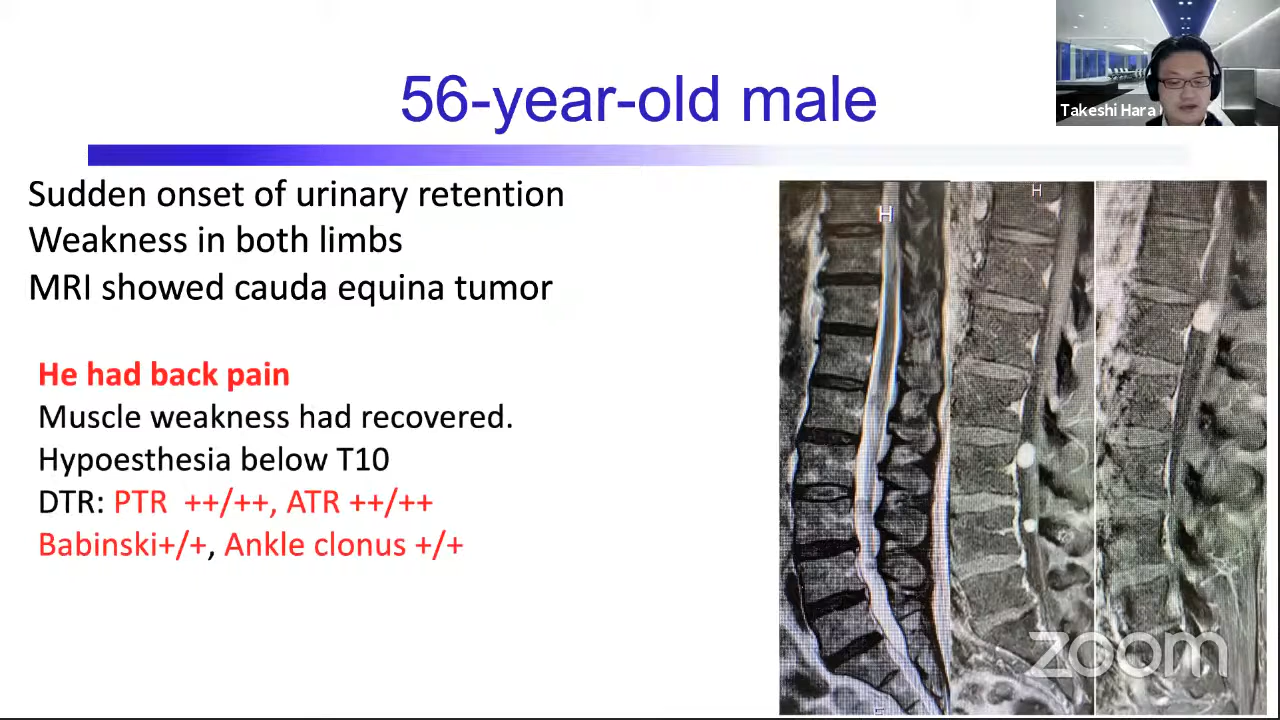 56-year-old male
Takeshi Hara
Sudden onset of urinary retention
Weakness in both limbs
MRI showed cauda equina tumor
He had back pain
Muscle weakness had recovered.
Hypoesthesia below T10
DTR: PTR ++/++, ATR ++/++
Babinski+/+, Ankle clonus +/+
H
H
zoom